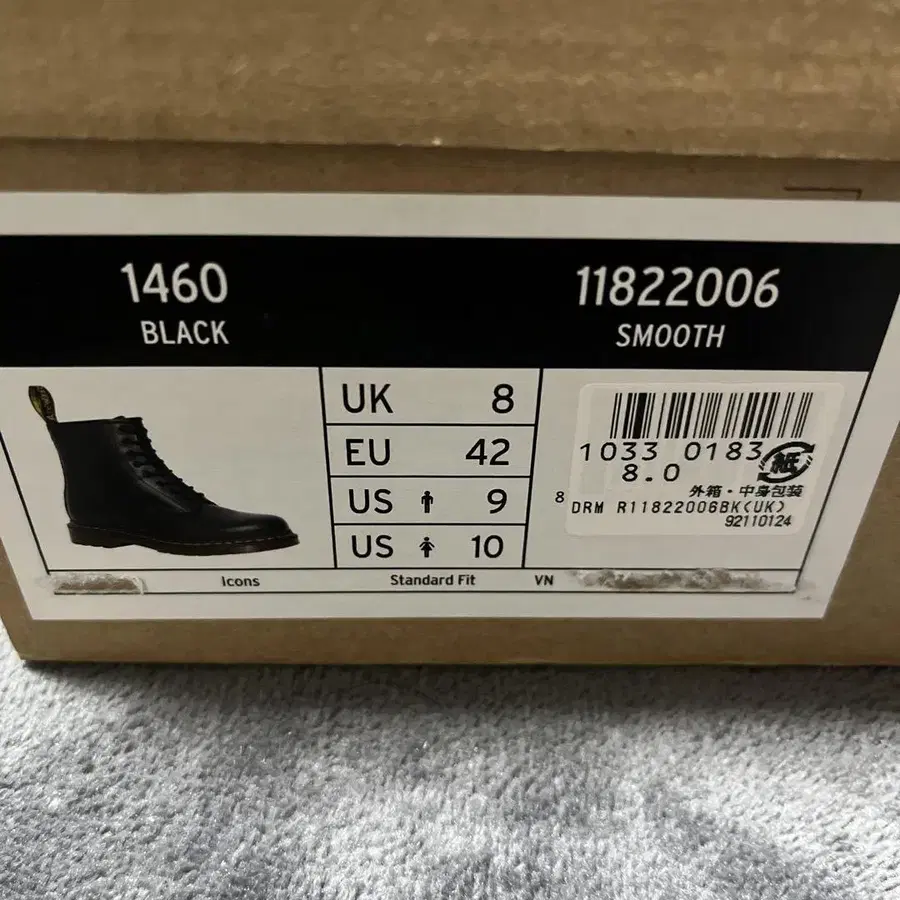 1460
BLACK
11822006
SMOOTH
UK 8
EU 42
US 9
US 10
1033 0183
8.0
紙
外箱・中身包装
8
DRM R11822006BK(UK)
92110124
Icons
Standard Fit
VN